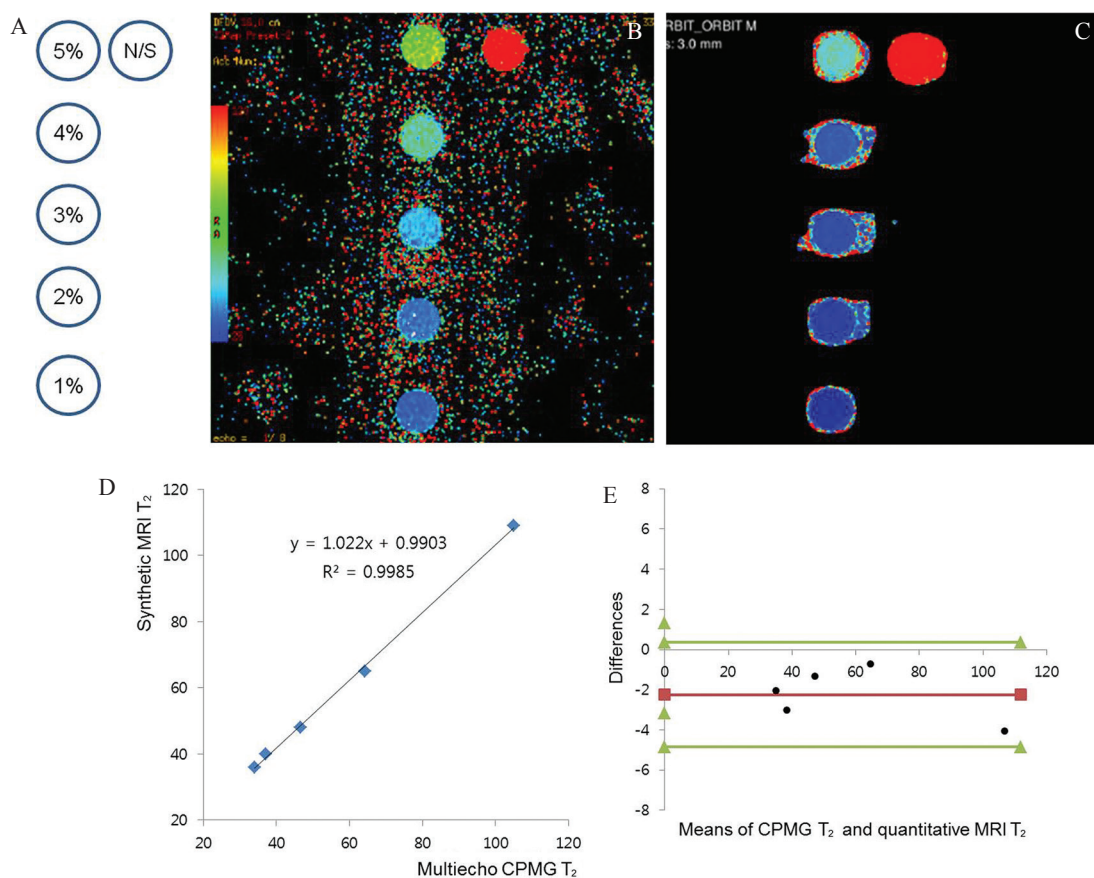 A
5%
N/S
4%
3%
2%
1%
B
echo =
RBIT_ORBIT M
s: 3.0 mm
C
D
Synthetic MRI T₂
120
100
80
60
40
20
y = 1.022x + 0.9903
R² = 0.9985
20
40
60
80
100
120
Multiecho CPMG T₂
E
Differences
8
6
4
2
0
-2
-4
-6
-8
0
20
40
60
80
100
120
Means of CPMG T₂ and quantitative MRI T₂